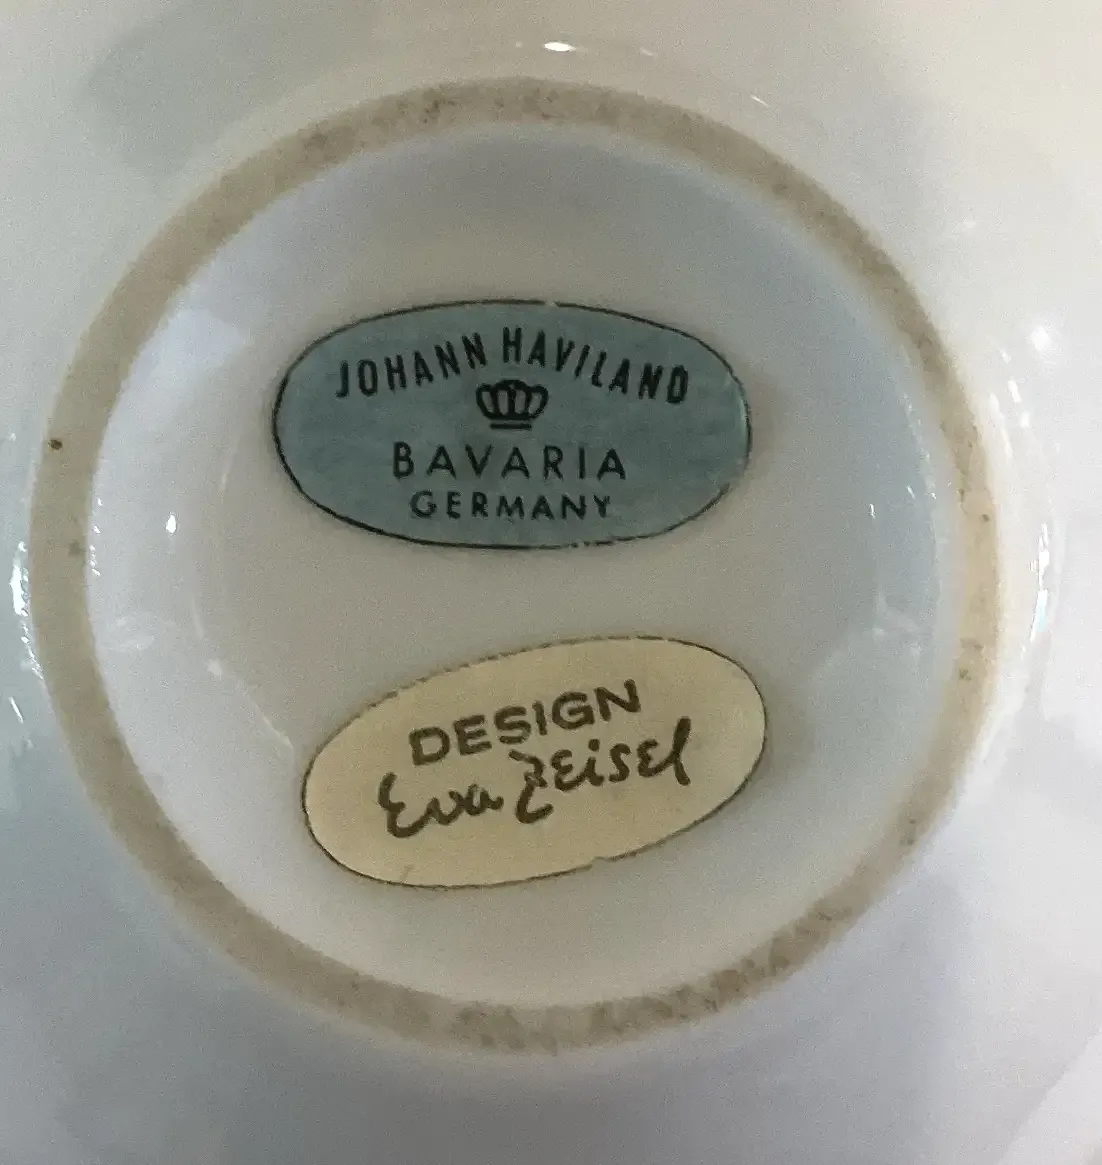 JOHANN HAVILAND
BAVARIA
GERMANY
DESIGN
Eva Zeisel